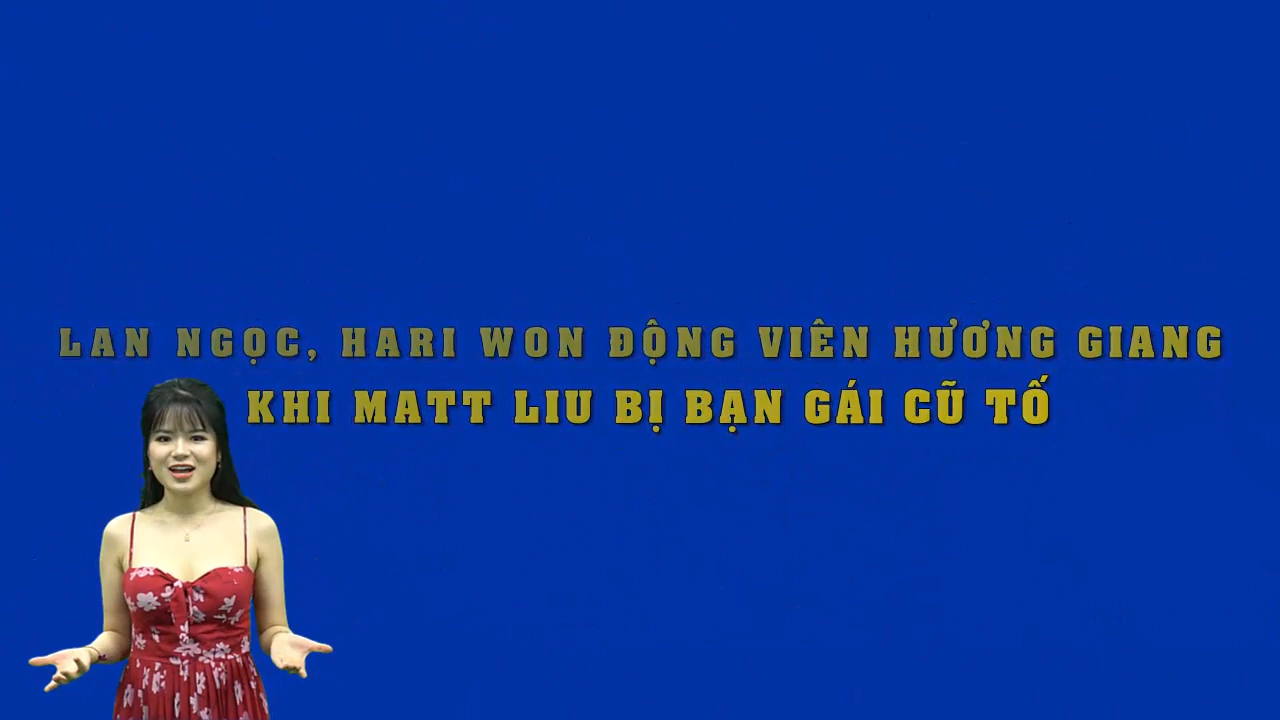 LAN NGỌC, HARI WON ĐỘNG VIÊN HƯƠNG GIANG
KHI MATT LIU BỊ BẠN GÁI CŨ TỐ